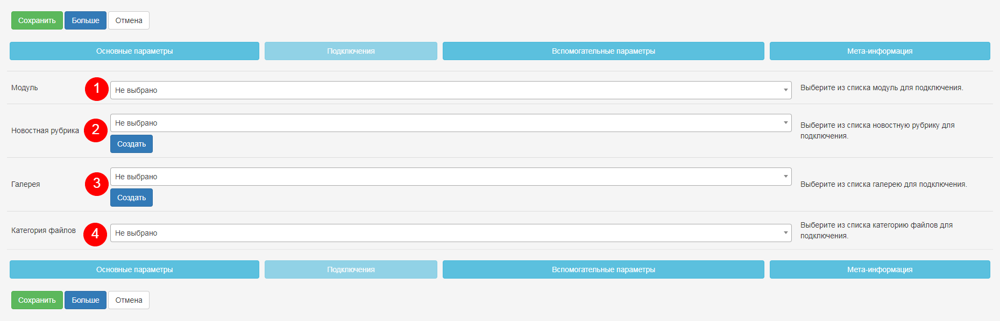 Сохранить Больше Отмена
Основные параметры Подключения Вспомогательные параметры Мета-информация
Модуль 1 Не выбрано Выберите из списка модуль для подключения.
Новостная рубрика 2 Не выбрано Выберите из списка новостную рубрику для
подключения.
Создать
Галерея 3 Не выбрано Выберите из списка галерею для подключения.
Создать
Категория файлов 4 Не выбрано Выберите из списка категорию файлов для
подключения.
Основные параметры Подключения Вспомогательные параметры Мета-информация
Сохранить Больше Отмена